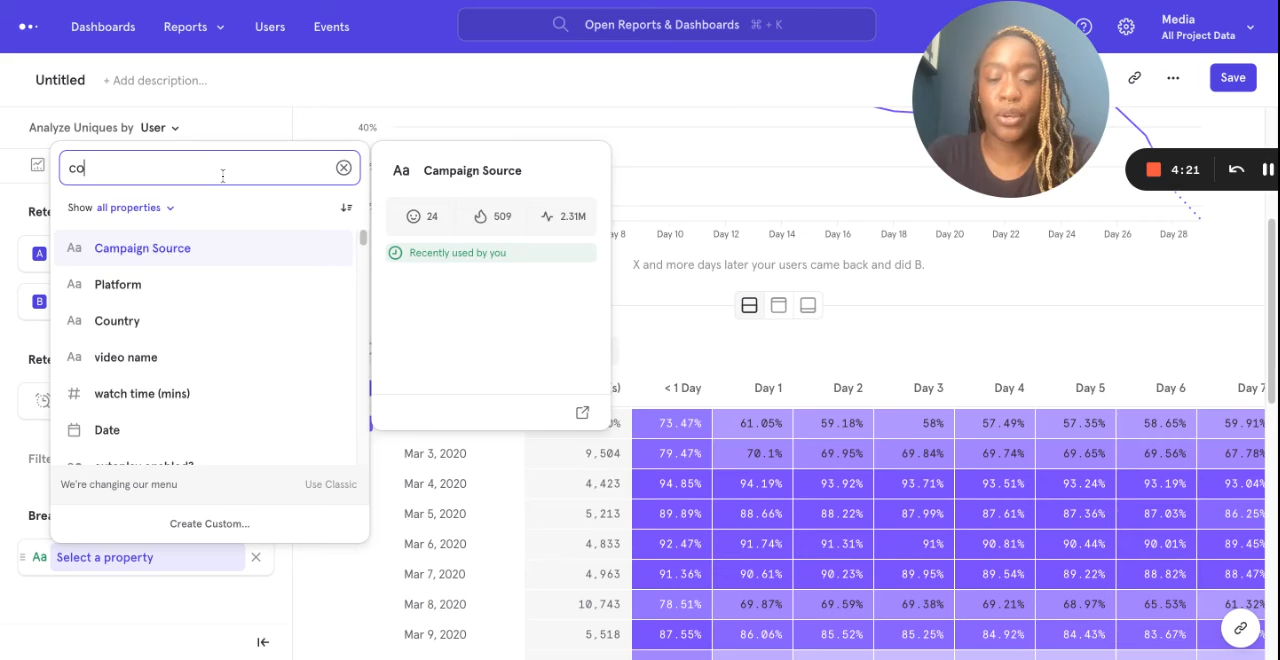 Dashboards Reports Users Events Open Reports & Dashboards ⌘ + K ? Media
All Project Data
Untitled + Add description... Save
Analyze Uniques by User
40%
co
Aa Campaign Source
4:21
Show all properties
24 509 2.31M
Aa Campaign Source
Recently used by you
y 8 Day 10 Day 12 Day 14 Day 16 Day 18 Day 20 Day 22 Day 24 Day 26 Day 28
A
X and more days later your users came back and did B.
Aa Platform
B
Aa Country
Aa video name
# watch time (mins)
< 1 Day Day 1 Day 2 Day 3 Day 4 Day 5 Day 6 Day 7
Date
73.47% 61.05% 59.18% 58% 57.49% 57.35% 58.65% 59.91%
Mar 3, 2020 9,504 79.47% 70.1% 69.95% 69.84% 69.74% 69.65% 69.56% 67.78%
We're changing our menu Use Classic
Mar 4, 2020 4,423 94.85% 94.19% 93.92% 93.71% 93.51% 93.24% 93.19% 93.04%
Mar 5, 2020 5,213 89.89% 88.66% 88.22% 87.99% 87.61% 87.36% 87.03% 86.25%
Create Custom...
Mar 6, 2020 4,833 92.47% 91.74% 91.31% 91% 90.81% 90.44% 90.01% 89.45%
Aa Select a property
Mar 7, 2020 4,963 91.36% 90.61% 90.23% 89.95% 89.54% 89.22% 88.82% 88.47%
Mar 8, 2020 10,743 78.51% 69.87% 69.59% 69.38% 69.21% 68.97% 65.53% 61.32%
Mar 9, 2020 5,518 87.55% 86.06% 85.52% 85.25% 84.92% 84.43% 83.67%